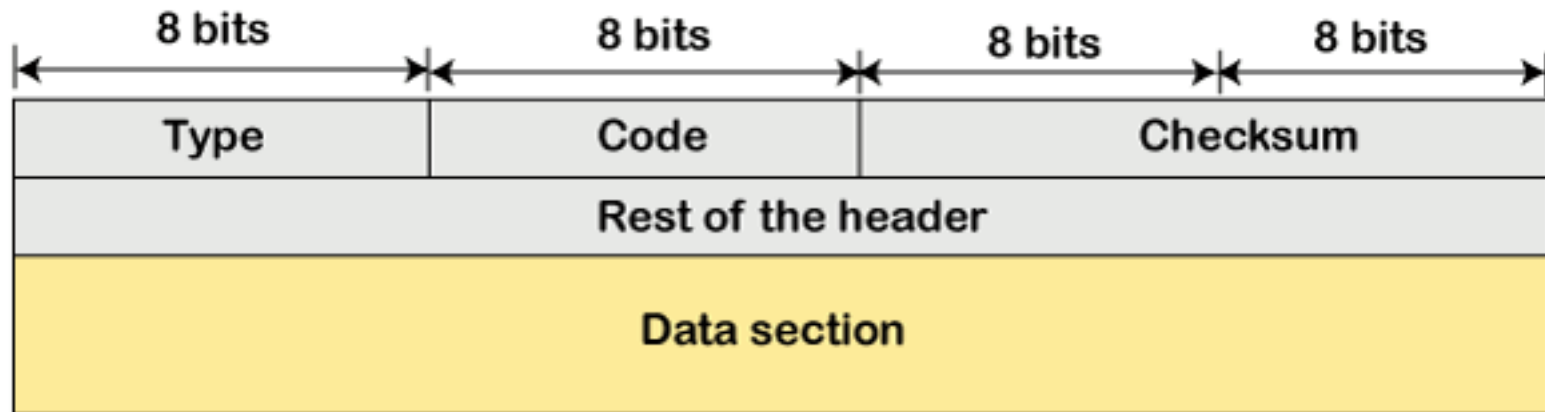 8 bits 8 bits 8 bits 8 bits
Type Code Checksum
Rest of the header
Data section